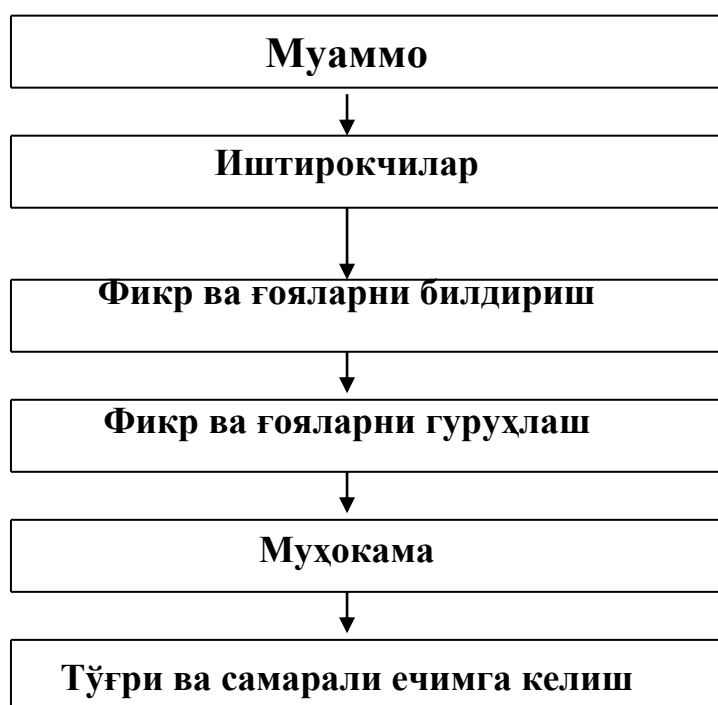 Муаммо
Иштирокчилар
Фикр ва ғояларни билдириш
Фикр ва ғояларни гуруҳлаш
Муҳокама
Тўғри ва самарали ечимга келиш